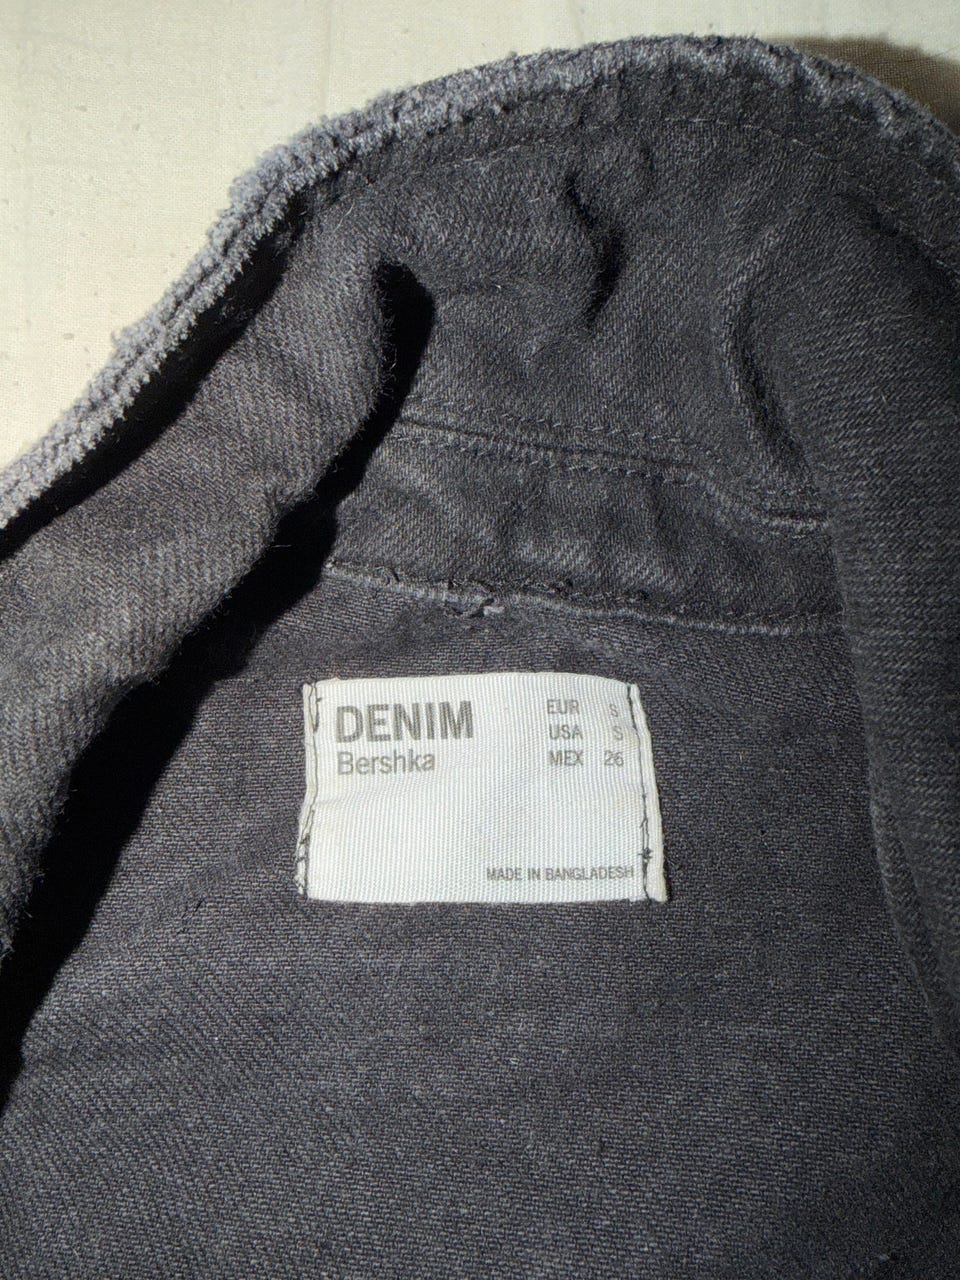 DENIM
Bershka
EUR S
USA S
MEX 26
MADE IN BANGLADESH